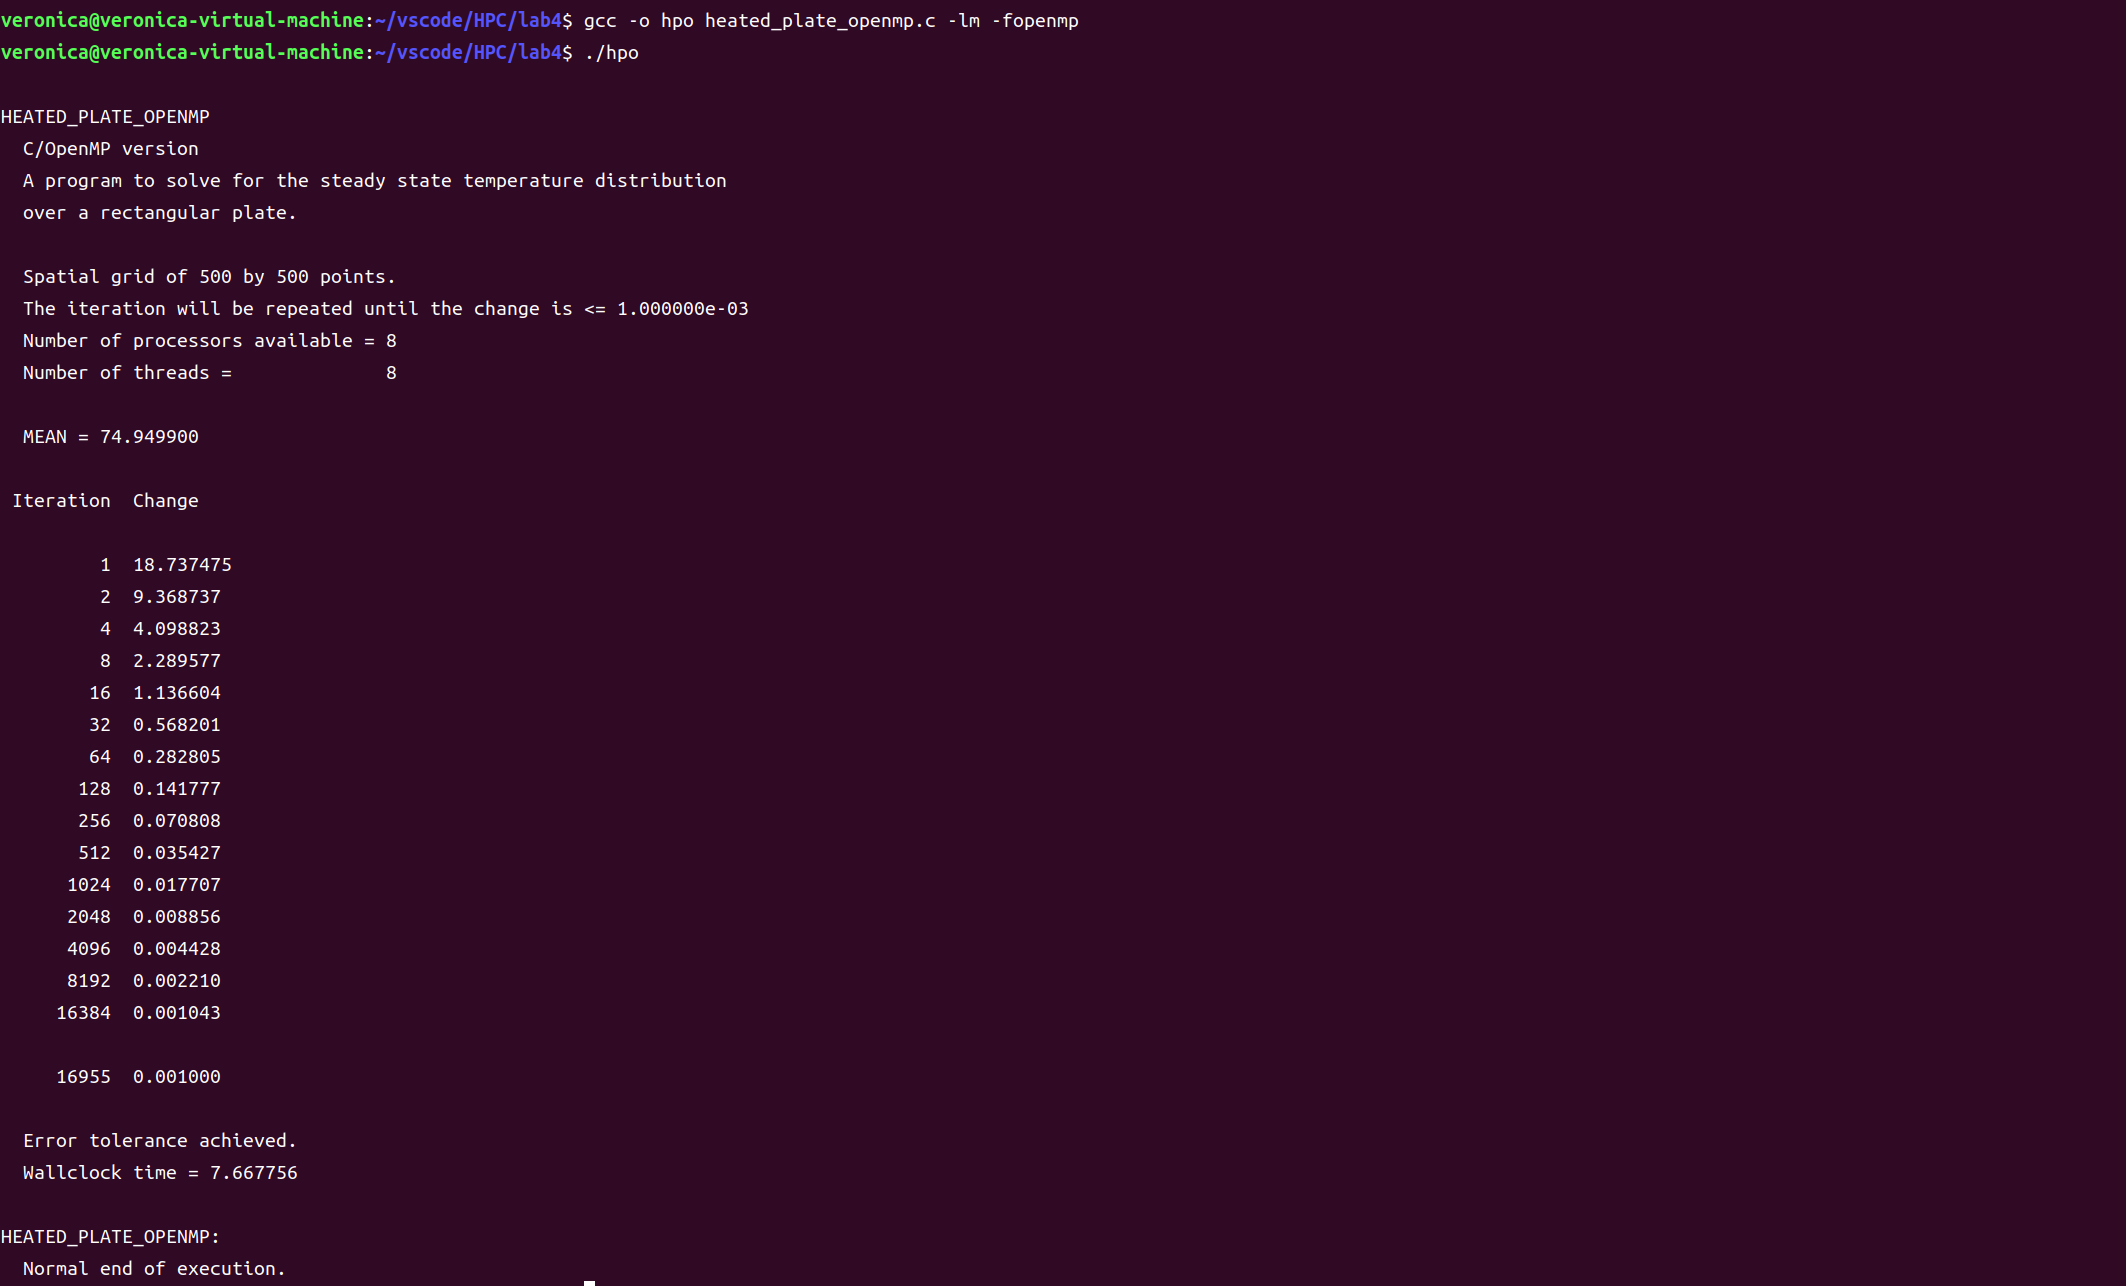 veronica@veronica-virtual-machine:~/vscode/HPC/lab4$ gcc -o hpo heated_plate_openmp.c -lm -fopenmp
veronica@veronica-virtual-machine:~/vscode/HPC/lab4$ ./hpo
HEATED_PLATE_OPENMP
C/OpenMP version
A program to solve for the steady state temperature distribution
over a rectangular plate.
Spatial grid of 500 by 500 points.
The iteration will be repeated until the change is <= 1.000000e-03
Number of processors available = 8
Number of threads =              8
MEAN = 74.949900
Iteration  Change
1  18.737475
2  9.368737
4  4.098823
8  2.289577
16  1.136604
32  0.568201
64  0.282805
128  0.141777
256  0.070808
512  0.035427
1024  0.017707
2048  0.008856
4096  0.004428
8192  0.002210
16384  0.001043
16955  0.001000
Error tolerance achieved.
Wallclock time = 7.667756
HEATED_PLATE_OPENMP:
Normal end of execution.